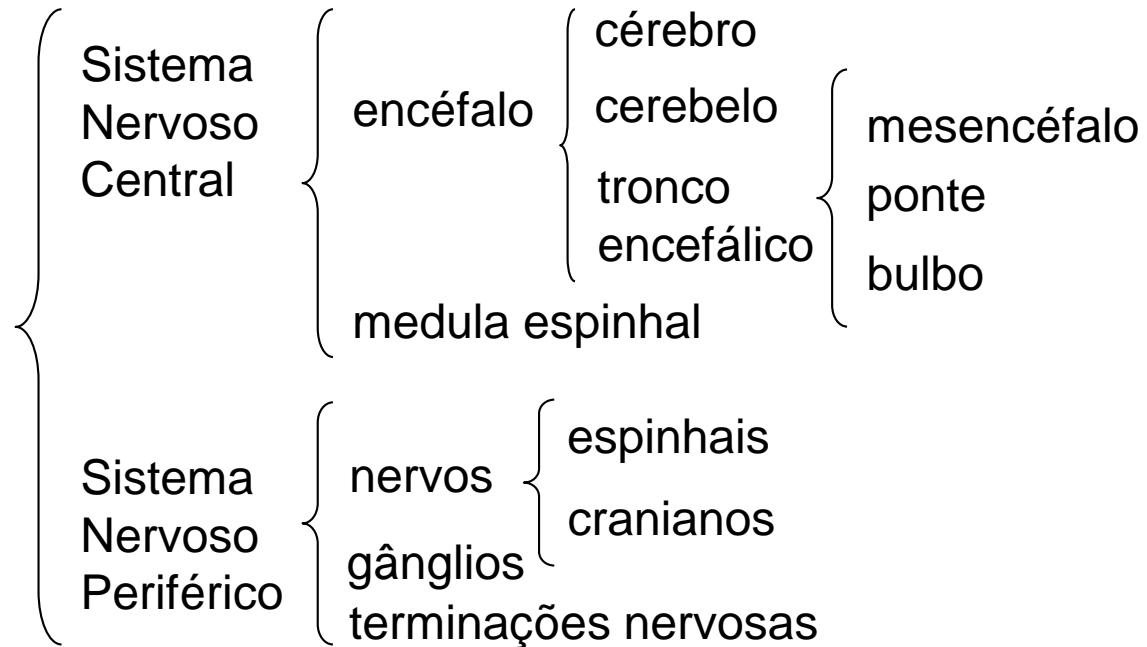 Sistema
Nervoso
Central
encéfalo
cérebro
cerebelo
tronco
encefálico
mesencéfalo
ponte
bulbo
medula espinhal
Sistema
Nervoso
Periférico
nervos
espinhais
cranianos
gânglios
terminações nervosas